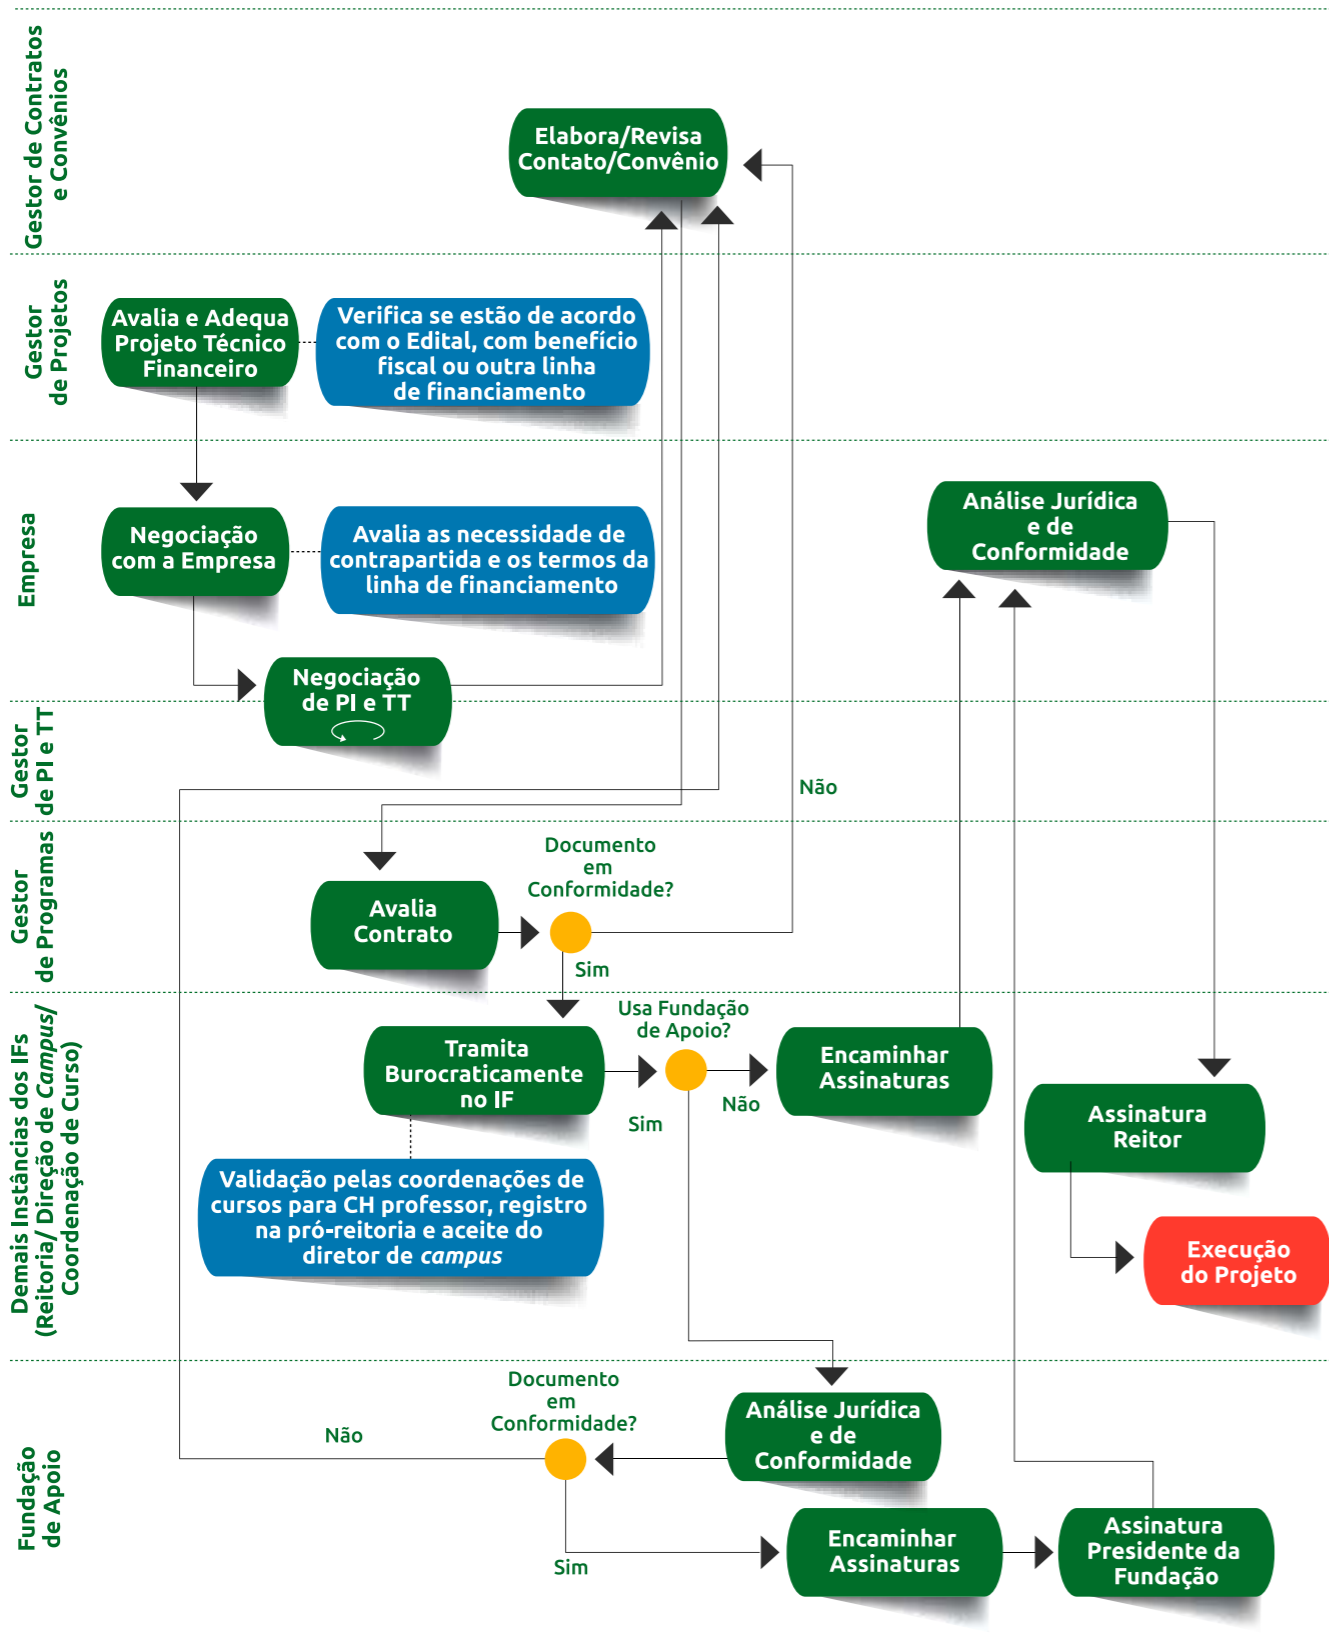 Gestor de Contratos
e Convênios
Elabora/Revisa
Contato/Convênio
Gestor
de Projetos
Avalia e Adequa
Projeto Técnico
Financeiro
Verifica se estão de acordo
com o Edital, com benefício
fiscal ou outra linha
de financiamento
Empresa
Negociação
com a Empresa
Avalia as necessidade de
contrapartida e os termos da
linha de financiamento
Análise Jurídica
e de
Conformidade
Negociação
de PI e TT
Gestor
de PI e TT
Não
Gestor
de Programas
Documento
em
Conformidade?
Avalia
Contrato
Sim
Demais Instâncias dos IFs
(Reitoria/ Direção de Campus/
Coordenação de Curso)
Usa Fundação
de Apoio?
Tramita
Burocraticamente
no IF
Encaminhar
Assinaturas
Não
Sim
Assinatura
Reitor
Validação pelas coordenações de
cursos para CH professor, registro
na pró-reitoria e aceite do
diretor de campus
Execução
do Projeto
Fundação
de Apoio
Documento
em
Conformidade?
Não
Análise Jurídica
e de
Conformidade
Sim
Encaminhar
Assinaturas
Assinatura
Presidente da
Fundação